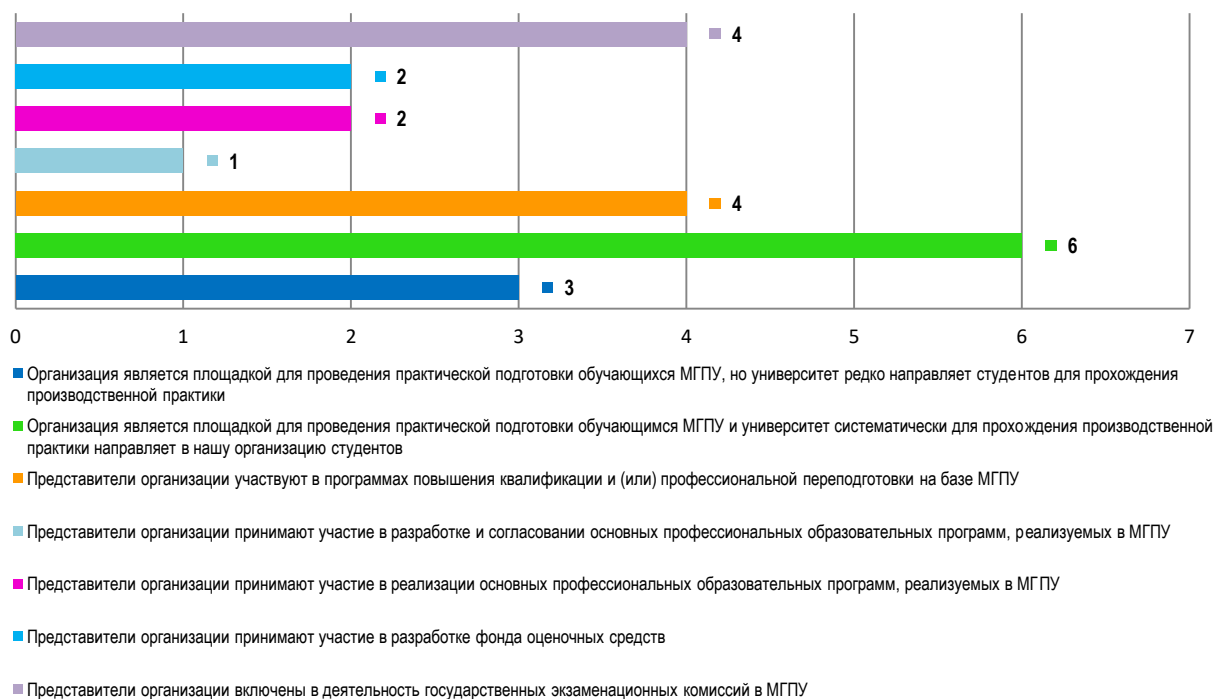 4
2
2
1
4
6
3
0 1 2 3 4 5 6 7
Организация является площадкой для проведения практической подготовки обучающихся МГПУ, но университет редко направляет студентов для прохождения
производственной практики
Организация является площадкой для проведения практической подготовки обучающимся МГПУ и университет систематически для прохождения производственной
практики направляет в нашу организацию студентов
Представители организации участвуют в программах повышения квалификации и (или) профессиональной переподготовки на базе МГПУ
Представители организации принимают участие в разработке и согласовании основных профессиональных образовательных программ, реализуемых в МГПУ
Представители организации принимают участие в реализации основных профессиональных образовательных программ, реализуемых в МГПУ
Представители организации принимают участие в разработке фонда оценочных средств
Представители организации включены в деятельность государственных экзаменационных комиссий в МГПУ